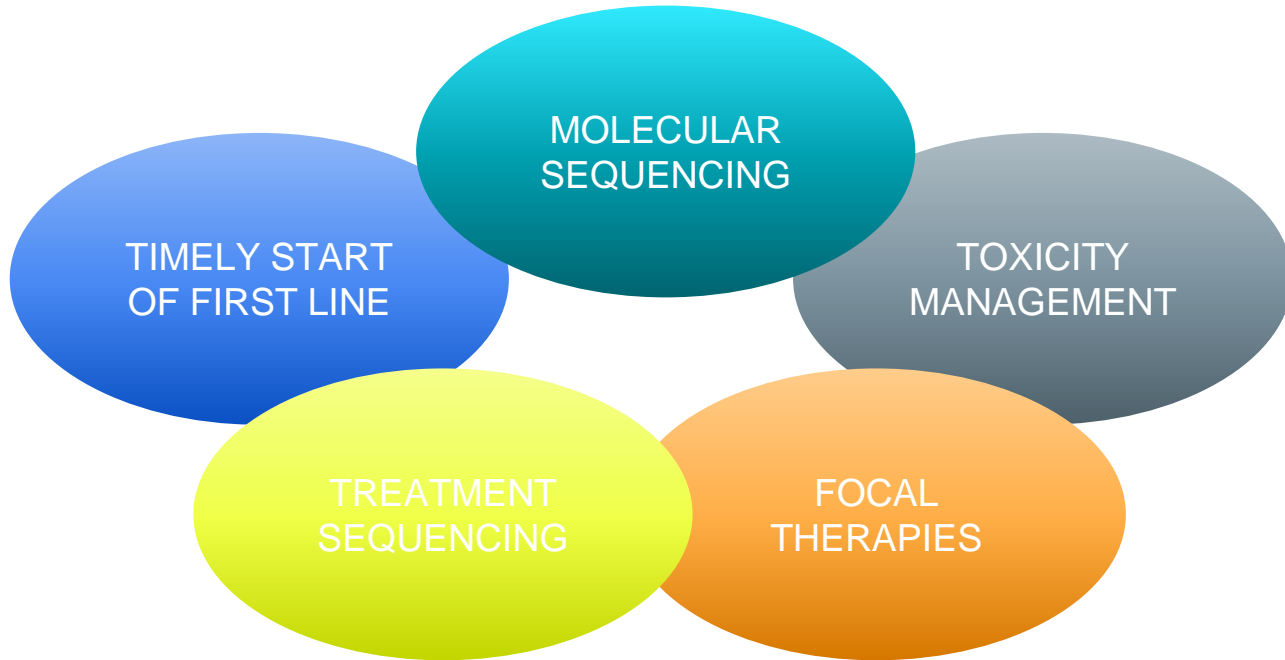 MOLECULAR
SEQUENCING
TIMELY START
OF FIRST LINE
TOXICITY
MANAGEMENT
TREATMENT
SEQUENCING
FOCAL
THERAPIES